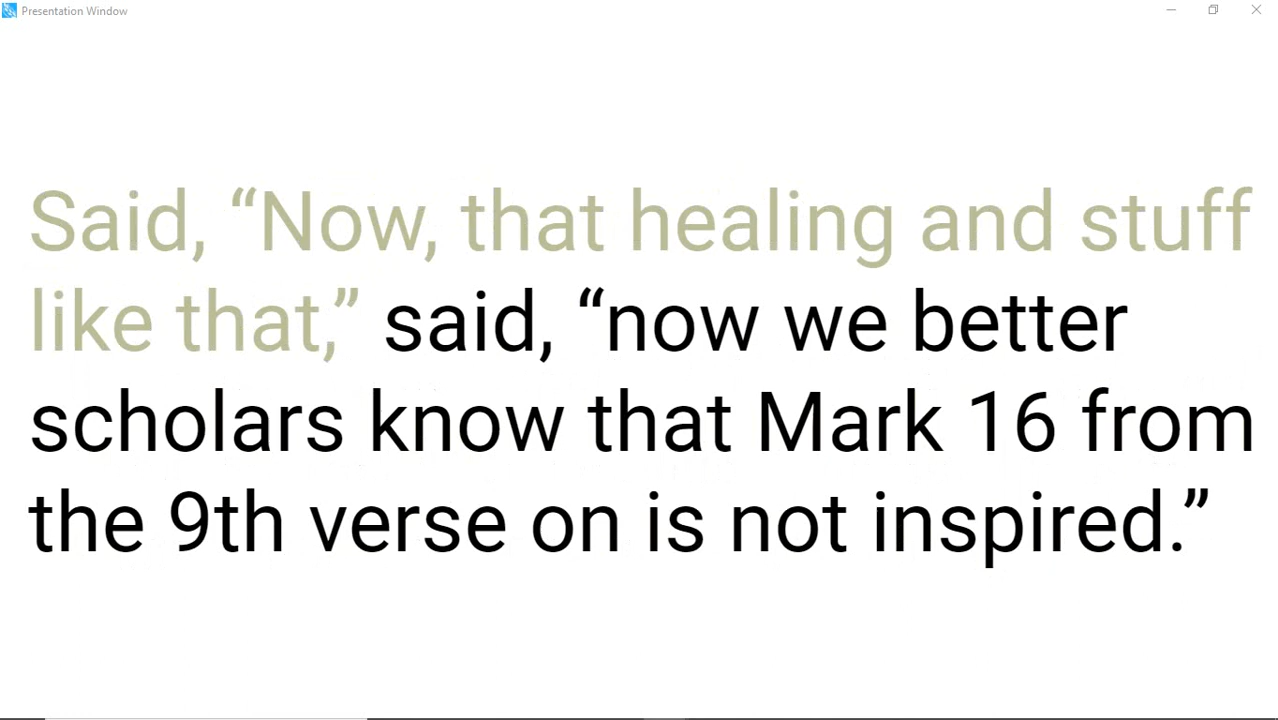 Presentation Window
Said, “Now, that healing and stuff
like that,” said, “now we better
scholars know that Mark 16 from
the 9th verse on is not inspired.”